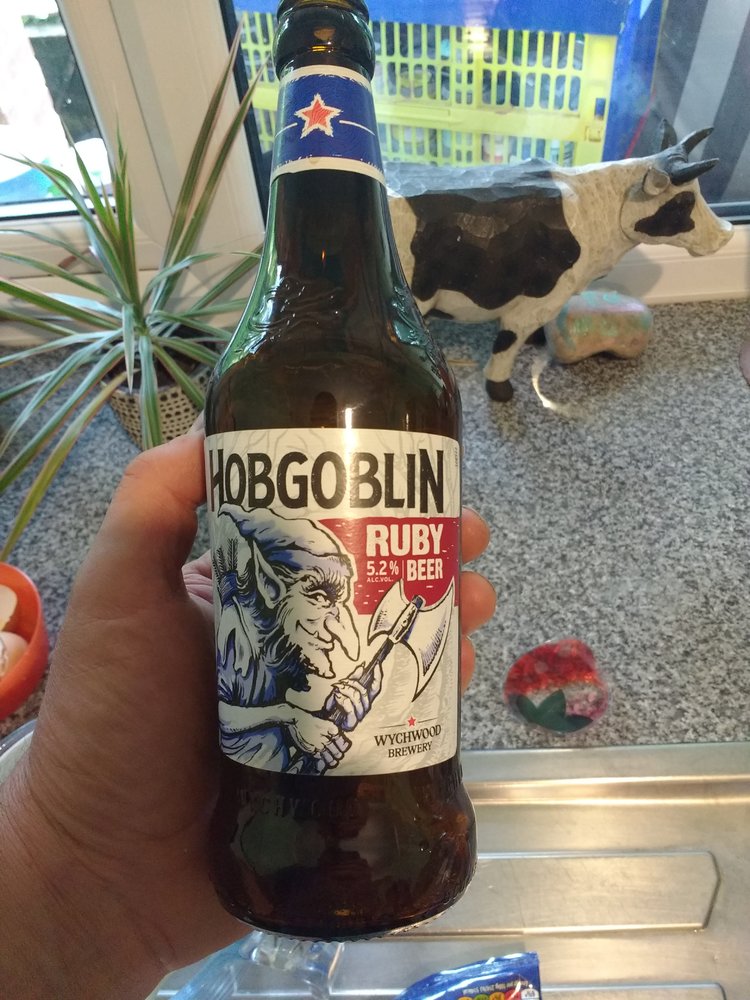 HOBGOBLIN
RUBY
5.2% BEER
ALC.VOL.
WYCHWOOD
BREWERY